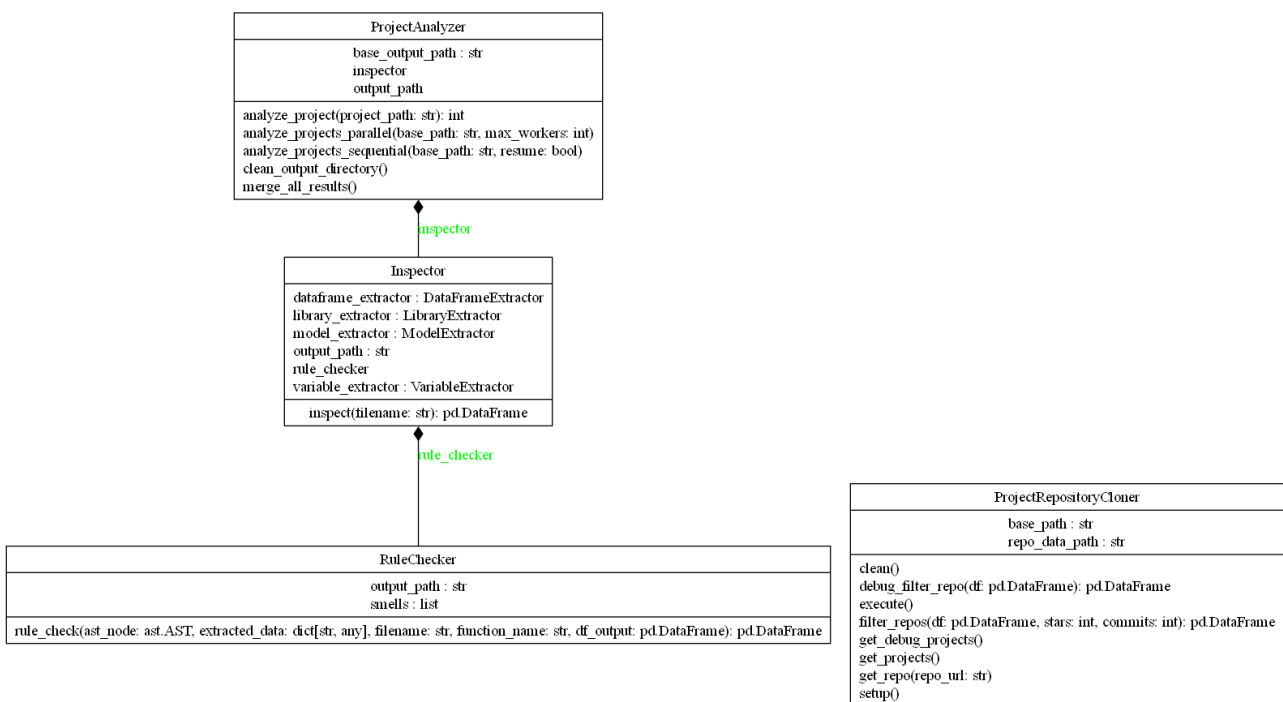 ProjectAnalyzer
base_output_path : str
inspector
output_path
analyze_project(project_path: str): int
analyze_projects_parallel(base_path: str, max_workers: int)
analyze_projects_sequential(base_path: str, resume: bool)
clean_output_directory()
merge_all_results()
inspector
Inspector
dataframe_extractor : DataFrameExtractor
library_extractor : LibraryExtractor
model_extractor : ModelExtractor
output_path : str
rule_checker
variable_extractor : VariableExtractor
inspect(filename: str): pd.DataFrame
rule_checker
RuleChecker
output_path : str
smells : list
rule_check(ast_node: ast.AST, extracted_data: dict[str, any], filename: str, function_name: str, df_output: pd.DataFrame): pd.DataFrame
ProjectRepositoryCloner
base_path : str
repo_data_path : str
clean()
debug_filter_repo(df: pd.DataFrame): pd.DataFrame
execute()
filter_repos(df: pd.DataFrame, stars: int, commits: int): pd.DataFrame
get_debug_projects()
get_projects()
get_repo(repo_url: str)
setup()